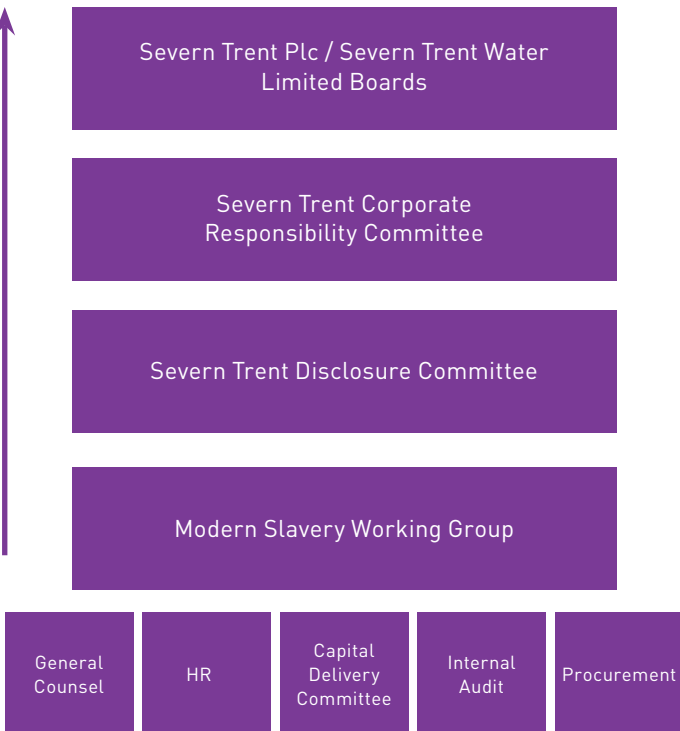 Severn Trent Plc / Severn Trent Water
Limited Boards
Severn Trent Corporate
Responsibility Committee
Severn Trent Disclosure Committee
Modern Slavery Working Group
General
Counsel
HR
Capital
Delivery
Committee
Internal
Audit
Procurement